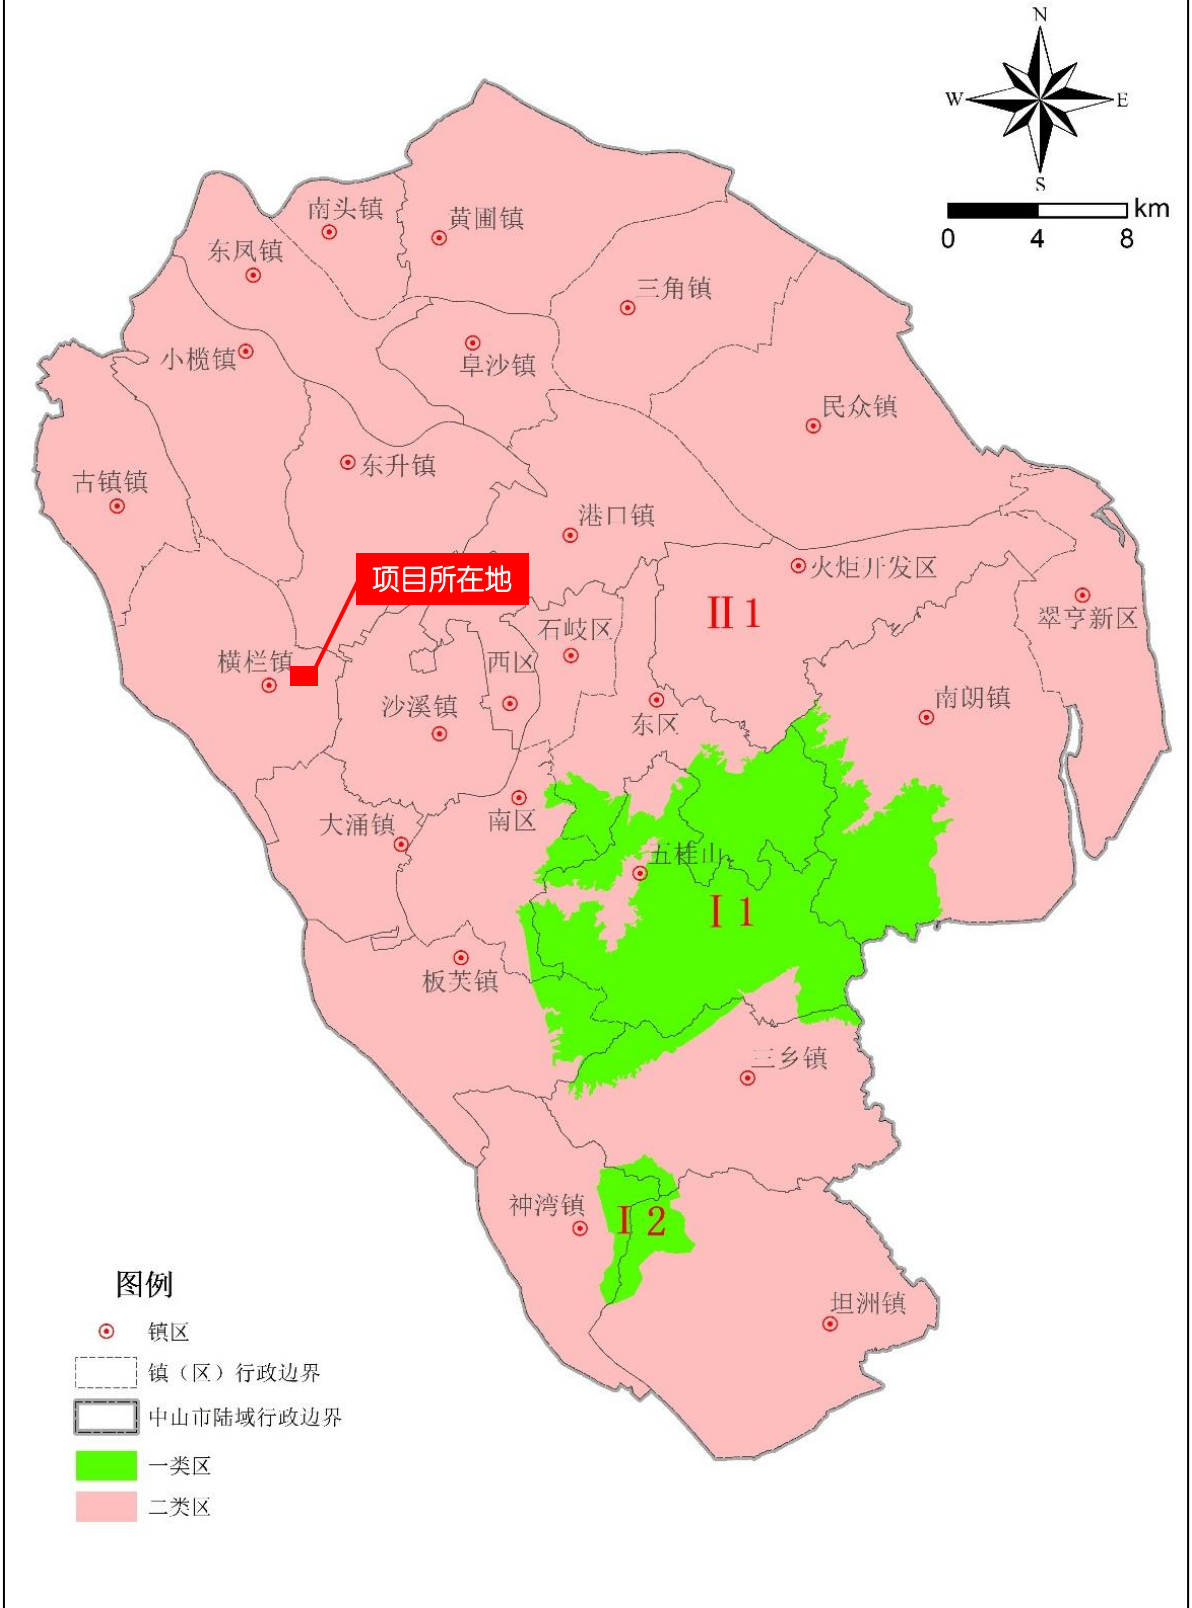 N
W
E
S
km
0
4
8
南头镇
黄圃镇
东凤镇
三角镇
小榄镇
阜沙镇
民众镇
东升镇
古镇镇
港口镇
火炬开发区
项目所在地
II 1
翠亨新区
石岐区
横栏镇
西区
南朗镇
沙溪镇
东区
南区
大涌镇
五桂山
I 1
板芙镇
三乡镇
神湾镇
I 2
坦洲镇
图例
镇区
镇（区）行政边界
中山市陆域行政边界
一类区
二类区